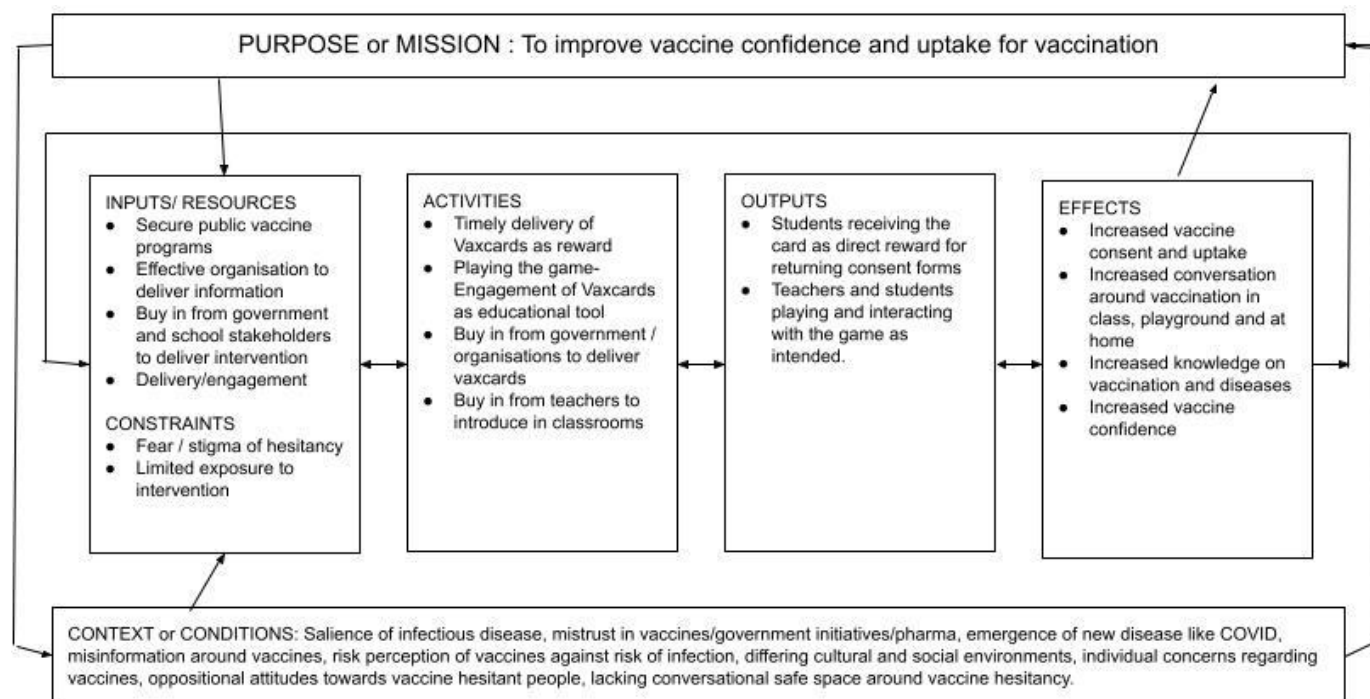 PURPOSE or MISSION : To improve vaccine confidence and uptake for vaccination
INPUTS/ RESOURCES
● Secure public vaccine
programs
● Effective organisation to
deliver information
● Buy in from government
and school stakeholders
to deliver intervention
● Delivery/engagement
CONSTRAINTS
● Fear / stigma of hesitancy
● Limited exposure to
intervention
ACTIVITIES
● Timely delivery of
Vaxcards as reward
● Playing the game-
Engagement of Vaxcards
as educational tool
● Buy in from government /
organisations to deliver
vaxcards
● Buy in from teachers to
introduce in classrooms
OUTPUTS
● Students receiving the
card as direct reward for
returning consent forms
● Teachers and students
playing and interacting
with the game as
intended.
EFFECTS
● Increased vaccine
consent and uptake
● Increased conversation
around vaccination in
class, playground and at
home
● Increased knowledge on
vaccination and diseases
● Increased vaccine
confidence
CONTEXT or CONDITIONS: Salience of infectious disease, mistrust in vaccines/government initiatives/pharma, emergence of new disease like COVID,
misinformation around vaccines, risk perception of vaccines against risk of infection, differing cultural and social environments, individual concerns regarding
vaccines, oppositional attitudes towards vaccine hesitant people, lacking conversational safe space around vaccine hesitancy.